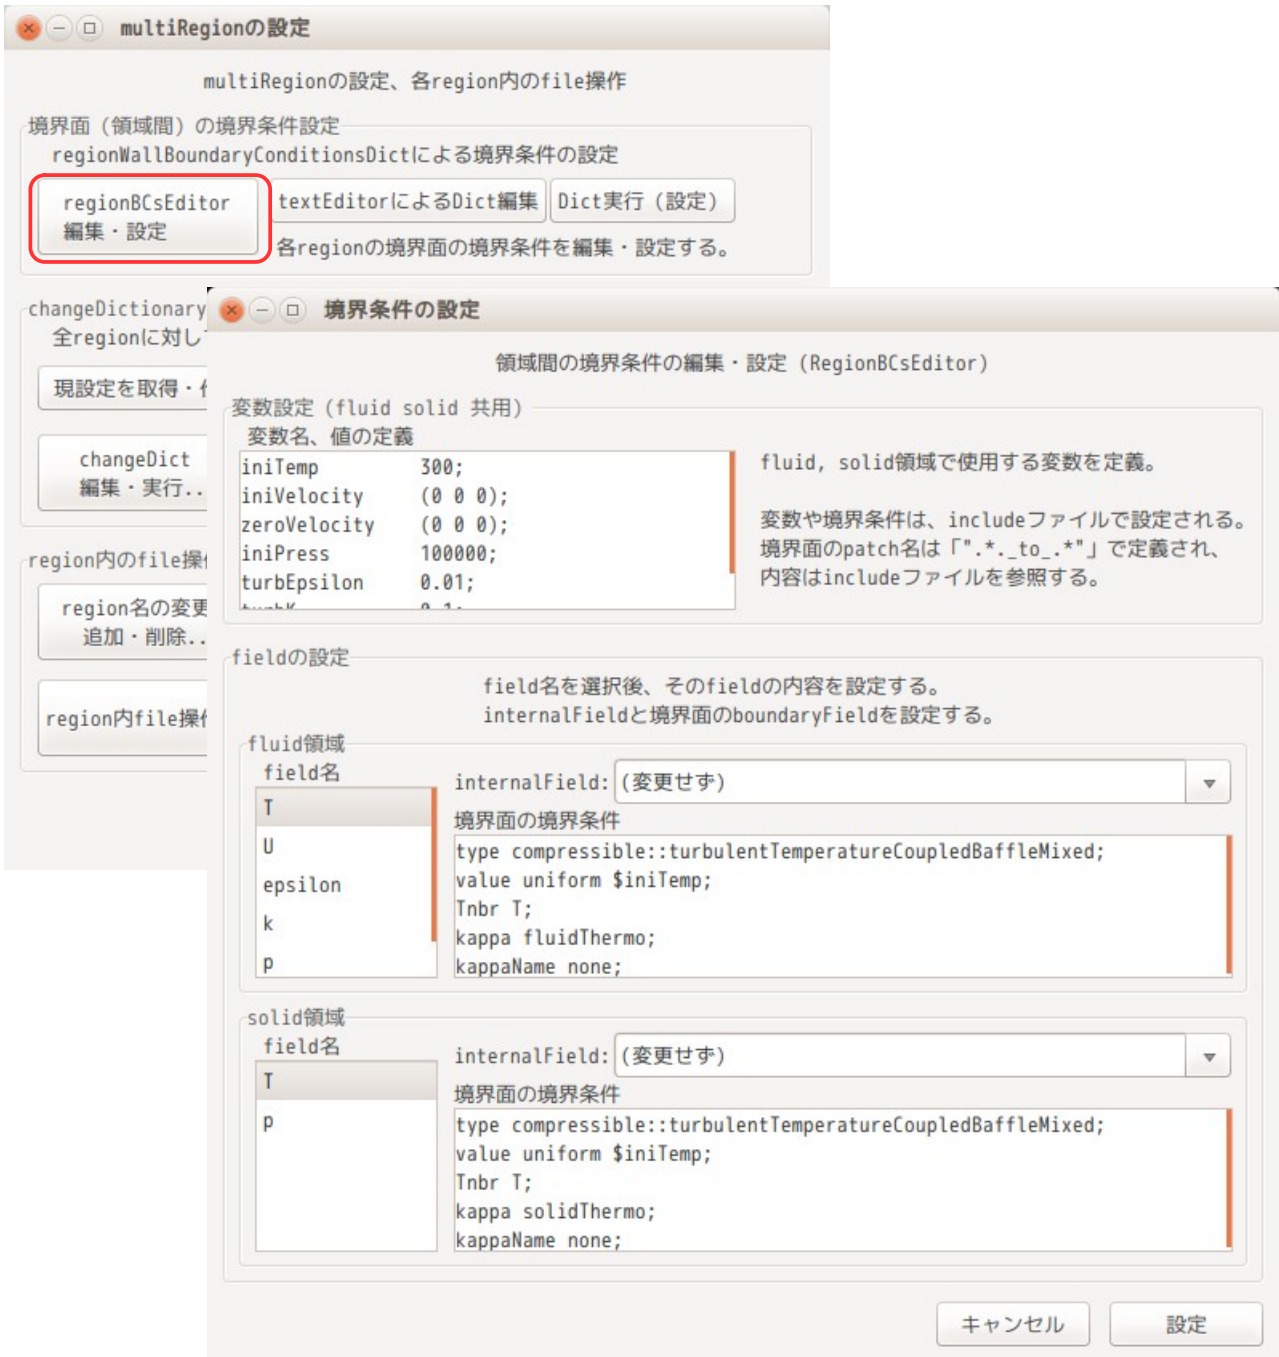 multiRegionの設定
multiRegionの設定、各region内のfile操作
境界面（領域間）の境界条件設定
regionWallBoundaryConditionsDictによる境界条件の設定
regionBCsEditor
編集・設定
textEditorによるDict編集
Dict実行（設定）
各regionの境界面の境界条件を編集・設定する。
changeDictionary
全regionに対し
現設定を取得・
changeDict
編集・実行..
region内のfile操
region名の変更
追加・削除..
region内file操
境界条件の設定
領域間の境界条件の編集・設定 (RegionBCsEditor)
変数設定 (fluid solid 共用)
変数名、値の定義
iniTemp 300;
iniVelocity (0 0 0);
zeroVelocity (0 0 0);
iniPress 100000;
turbEpsilon 0.01;
fluid, solid領域で使用する変数を定義。
変数や境界条件は、includeファイルで設定される。
境界面のpatch名は「".*._to_.*"」で定義され、
内容はincludeファイルを参照する。
fieldの設定
field名を選択後、そのfieldの内容を設定する。
internalFieldと境界面のboundaryFieldを設定する。
fluid領域
field名
T
U
epsilon
k
p
internalField: (変更せず)
境界面の境界条件
type compressible::turbulentTemperatureCoupledBaffleMixed;
value uniform $iniTemp;
Tnbr T;
kappa fluidThermo;
kappaName none;
solid領域
field名
T
p
internalField: (変更せず)
境界面の境界条件
type compressible::turbulentTemperatureCoupledBaffleMixed;
value uniform $iniTemp;
Tnbr T;
kappa solidThermo;
kappaName none;
キャンセル
設定